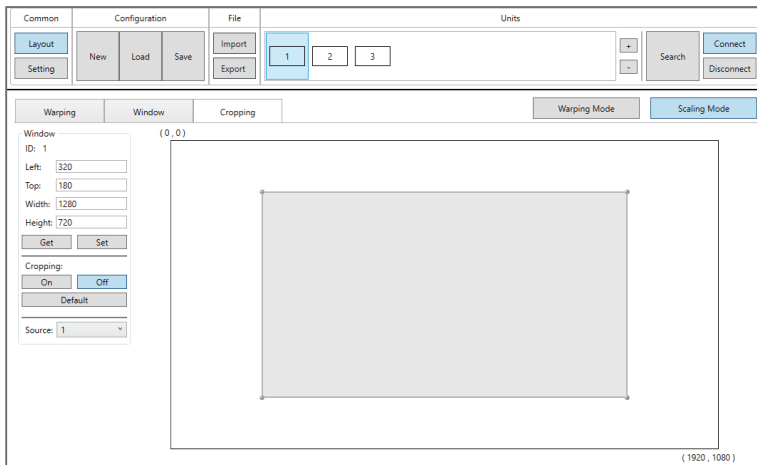 Common Configuration File Units
Layout New Load Save Import 1 2 3 + Search Connect
Setting Export - Disconnect
Warping Window Cropping Warping Mode Scaling Mode
Window ( 0 , 0 )
ID: 1
Left: 320
Top: 180
Width: 1280
Height: 720
Get Set
Cropping:
On Off
Default
Source: 1
( 1920 , 1080 )